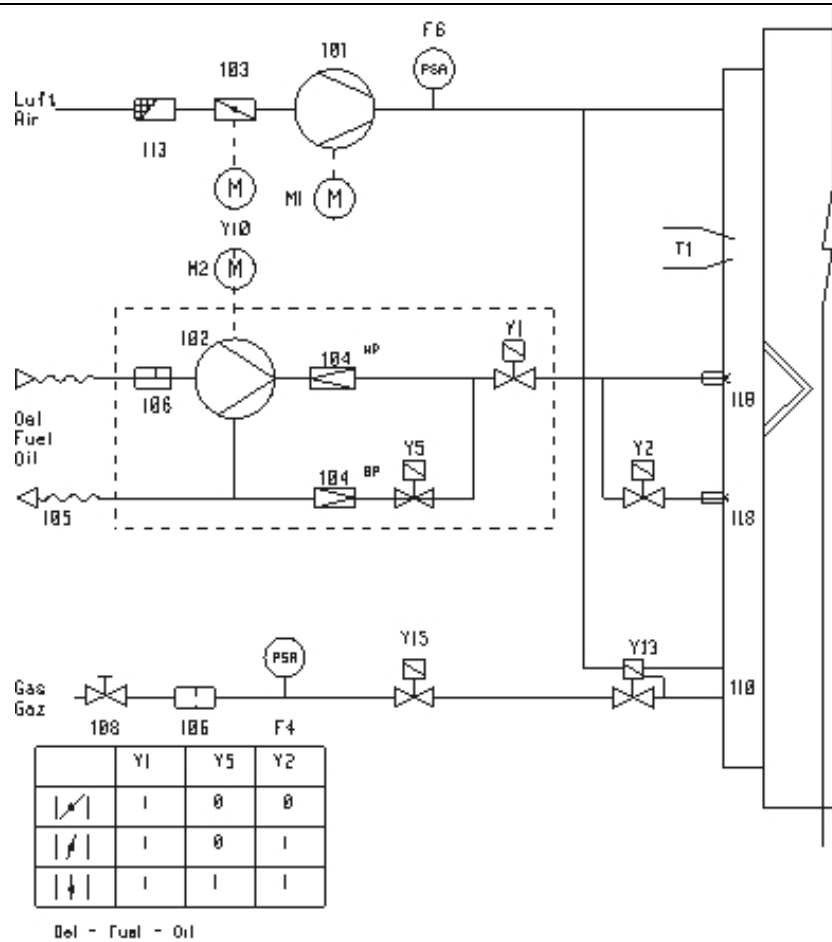 F6
101
103
PSA
Luft
Air
113
M
M1
M
Y10
M2
M
T1
102
Y1
104 HP
106
118
Oel
Fuel
Oil
Y5
Y2
104 BP
105
118
Y15
Y13
PSA
Gas
Gaz
110
108
106
F4
Y1 Y5 Y2
1 0 0
1 0 1
1 1 1
Oel - Fuel - Oil